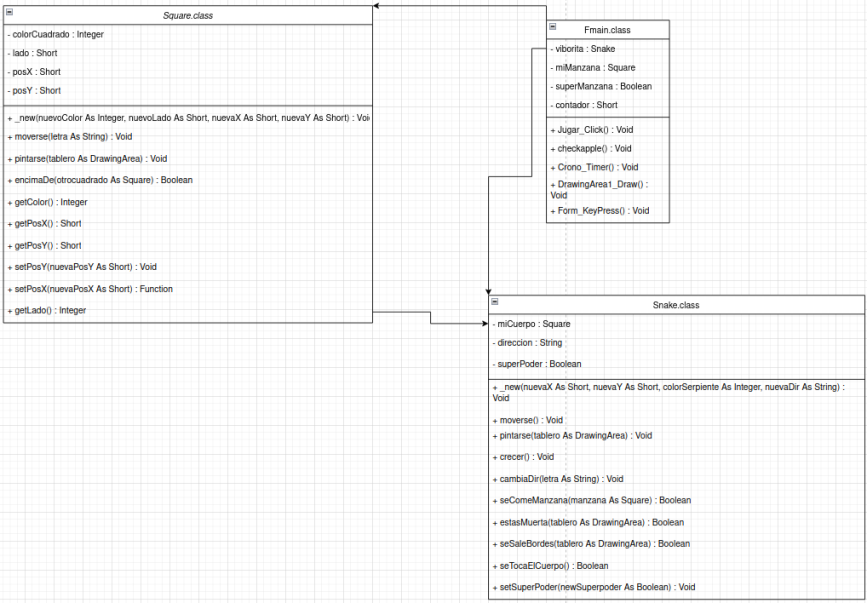 Square.class
- colorCuadrado : Integer
- lado : Short
- posX : Short
- posY : Short
+ _new(nuevoColor As Integer, nuevoLado As Short, nuevaX As Short, nuevaY As Short) : Voi
+ moverse(letra As String) : Void
+ pintarse(tablero As DrawingArea) : Void
+ encimaDe(otrocuadrado As Square) : Boolean
+ getColor() : Integer
+ getPosX() : Short
+ getPosY() : Short
+ setPosY(nuevaPosY As Short) : Void
+ setPosX(nuevaPosX As Short) : Function
+ getLado() : Integer
Fmain.class
- viborita : Snake
- miManzana : Square
- superManzana : Boolean
- contador : Short
+ Jugar_Click() : Void
+ checkapple() : Void
+ Crono_Timer() : Void
+ DrawingArea1_Draw() :
Void
+ Form_KeyPress() : Void
Snake.class
- miCuerpo : Square
- direccion : String
- superPoder : Boolean
+ _new(nuevaX As Short, nuevaY As Short, colorSerpiente As Integer, nuevaDir As String) :
Void
+ moverse() : Void
+ pintarse(tablero As DrawingArea) : Void
+ crecer() : Void
+ cambiaDir(letra As String) : Void
+ seComeManzana(manzana As Square) : Boolean
+ estasMuerta(tablero As DrawingArea) : Boolean
+ seSaleBordes(tablero As DrawingArea) : Boolean
+ seTocaElCuerpo() : Boolean
+ setSuperPoder(newSuperpoder As Boolean) : Void